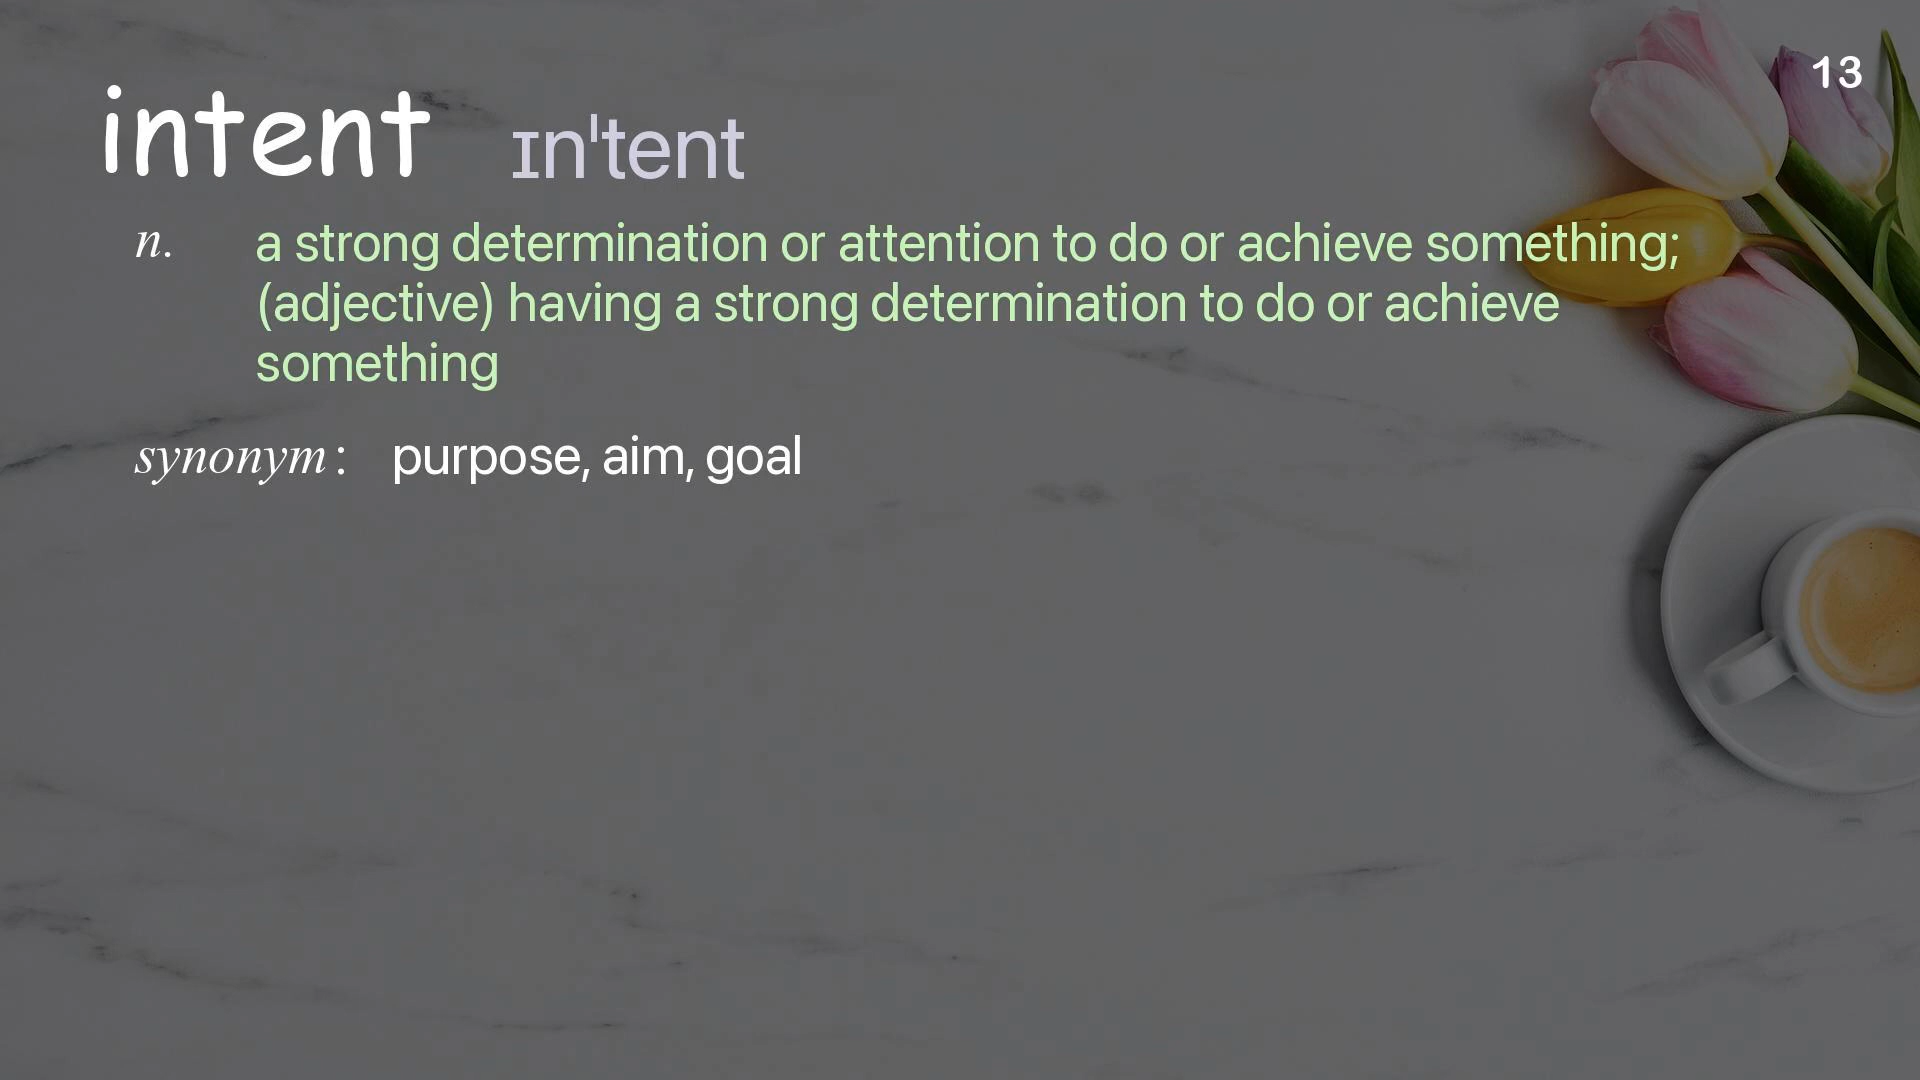 13
intent ɪnˈtent
n. a strong determination or attention to do or achieve something;
(adjective) having a strong determination to do or achieve
something
synonym: purpose, aim, goal